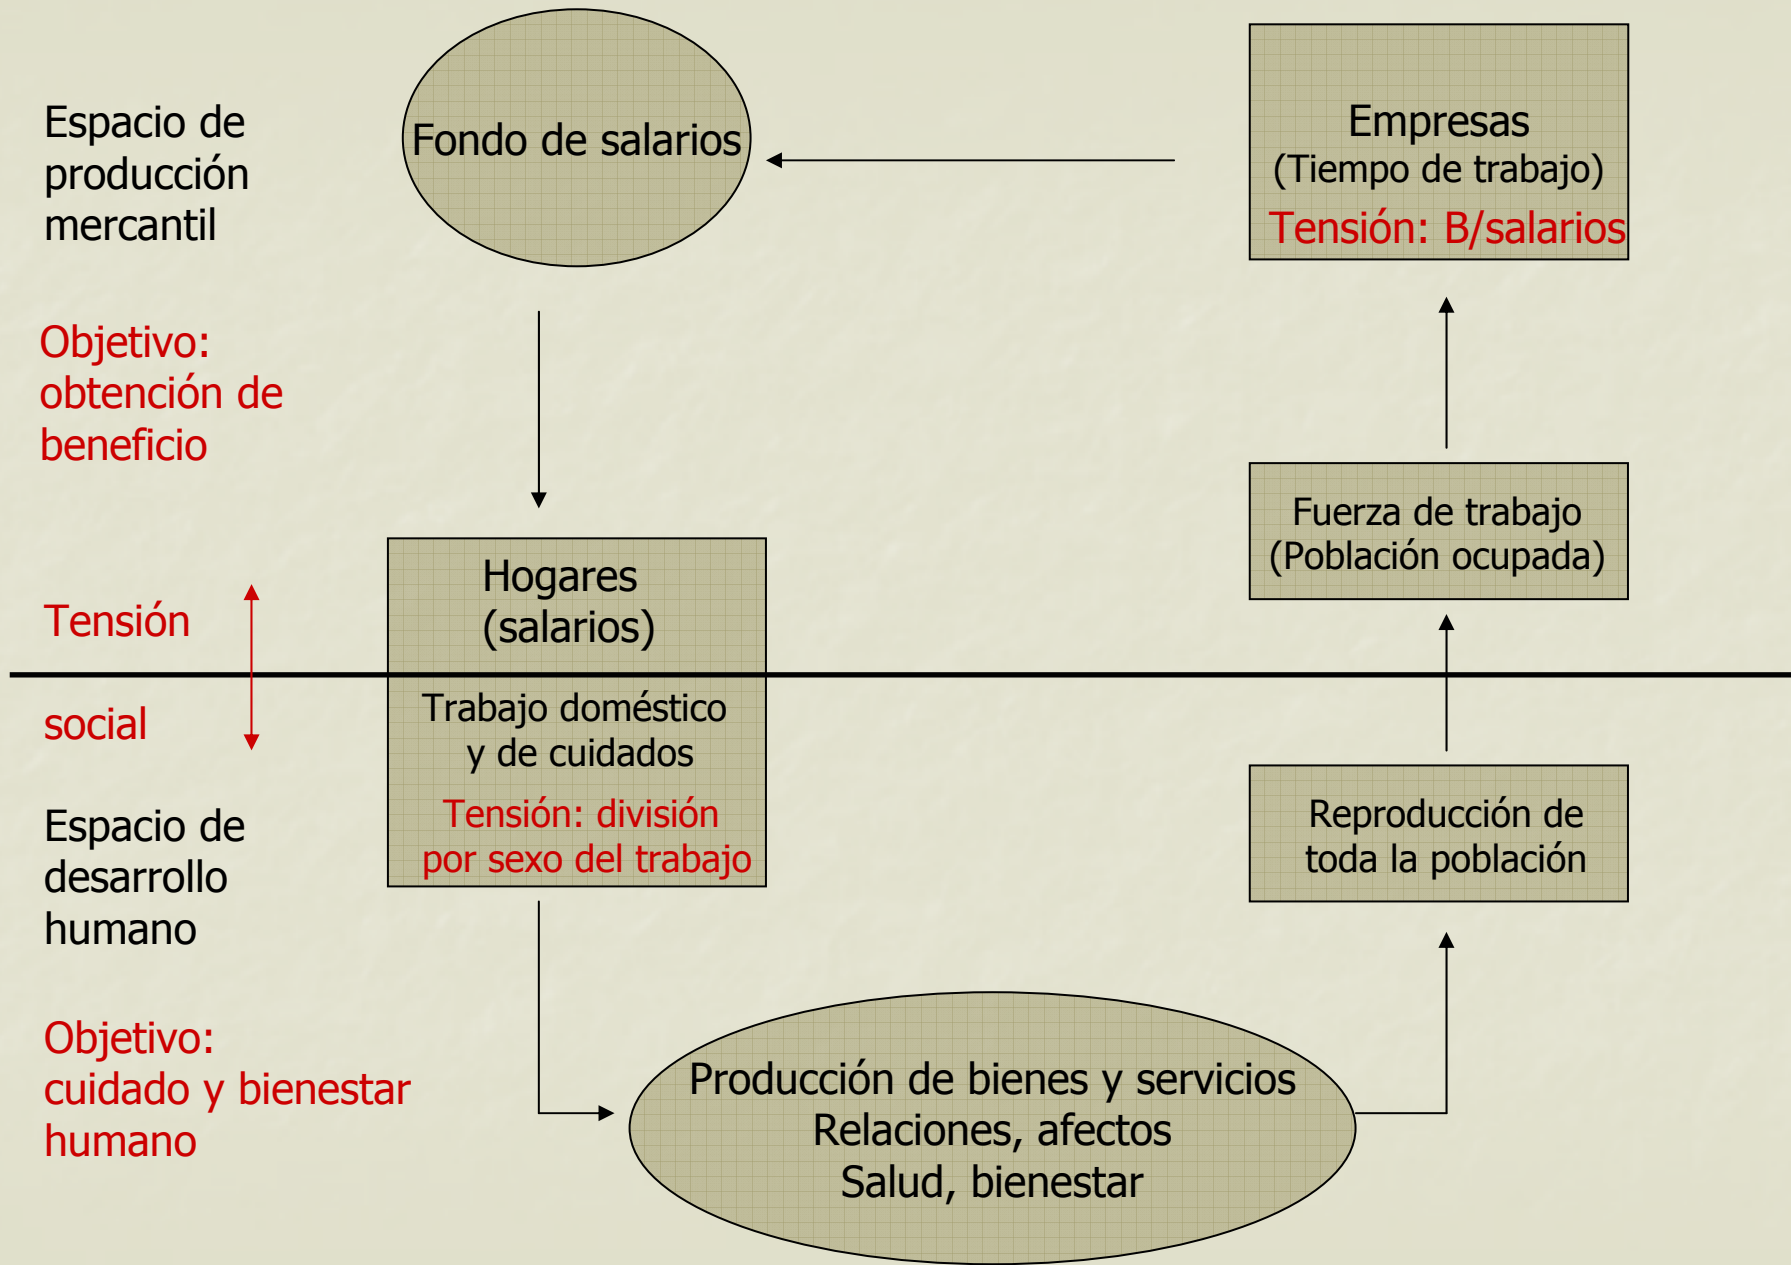 Espacio de
producción
mercantil
Objetivo:
obtención de
beneficio
Tensión
social
Espacio de
desarrollo
humano
Objetivo:
cuidado y bienestar
humano
Fondo de salarios
Hogares
(salarios)
Trabajo doméstico
y de cuidados
Tensión: división
por sexo del trabajo
Producción de bienes y servicios
Relaciones, afectos
Salud, bienestar
Reproducción de
toda la población
Fuerza de trabajo
(Población ocupada)
Empresas
(Tiempo de trabajo)
Tensión: B/salarios